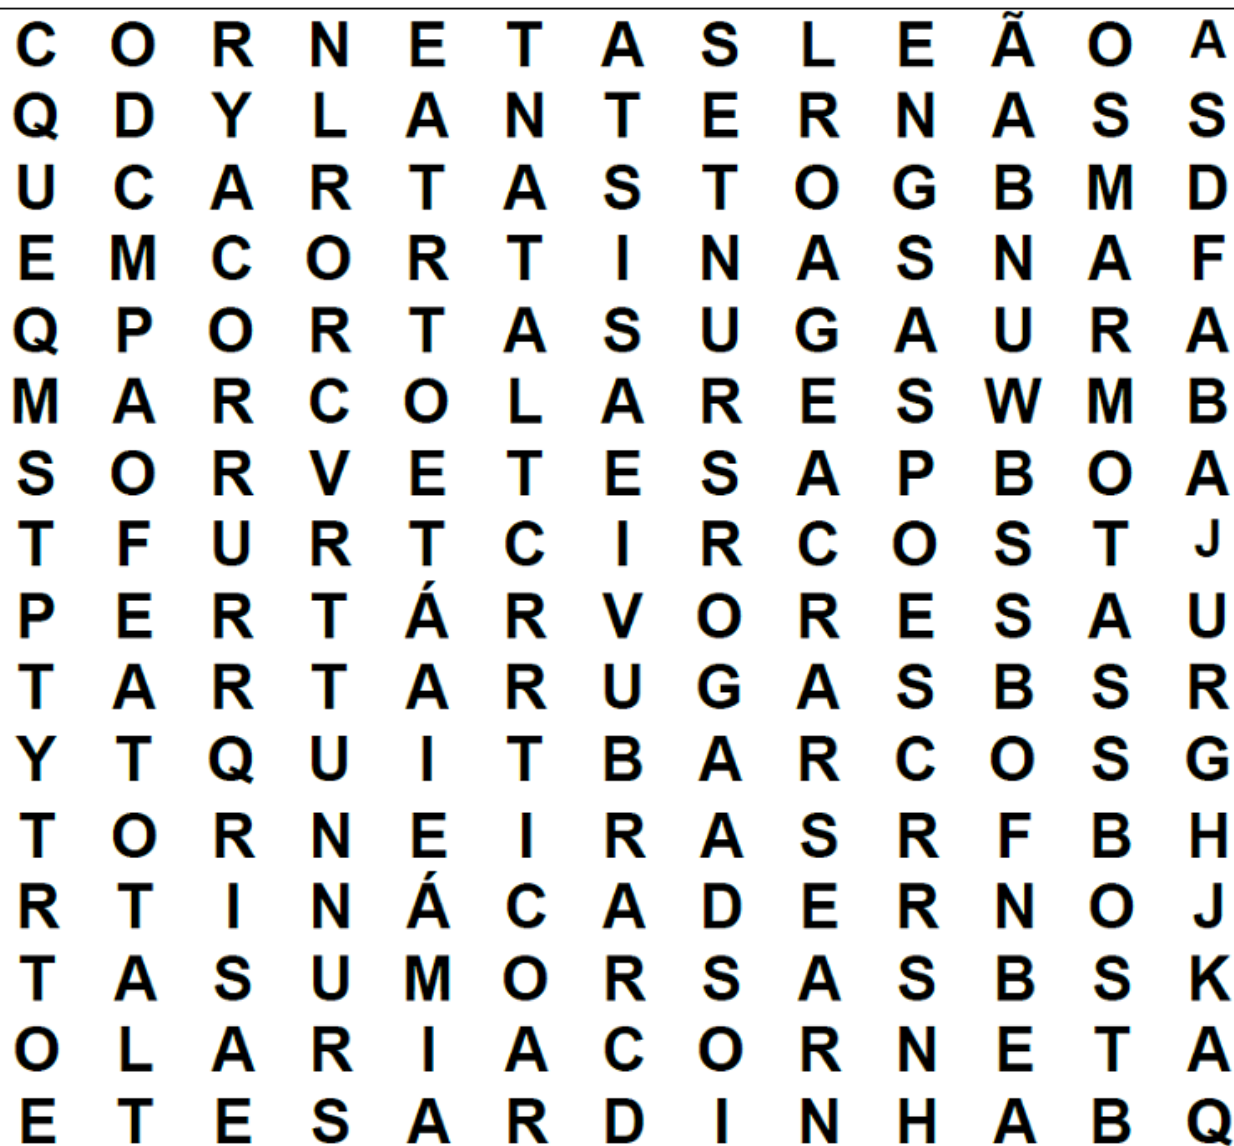 C O R N E T A S L E Ã O A
Q D Y L A N T E R N A S S
U C A R T A S T O G B M D
E M C O R T I N A S N A F
Q P O R T A S U G A U R A
M A R C O L A R E S W M B
S O R V E T E S A P B O A
T F U R T C I R C O S T J
P E R T Á R V O R E S A U
T A R T A R U G A S B S R
Y T Q U I T B A R C O S G
T O R N E I R A S R F B H
R T I N Á C A D E R N O J
T A S U M O R S A S B S K
O L A R I A C O R N E T A
E T E S A R D I N H A B Q